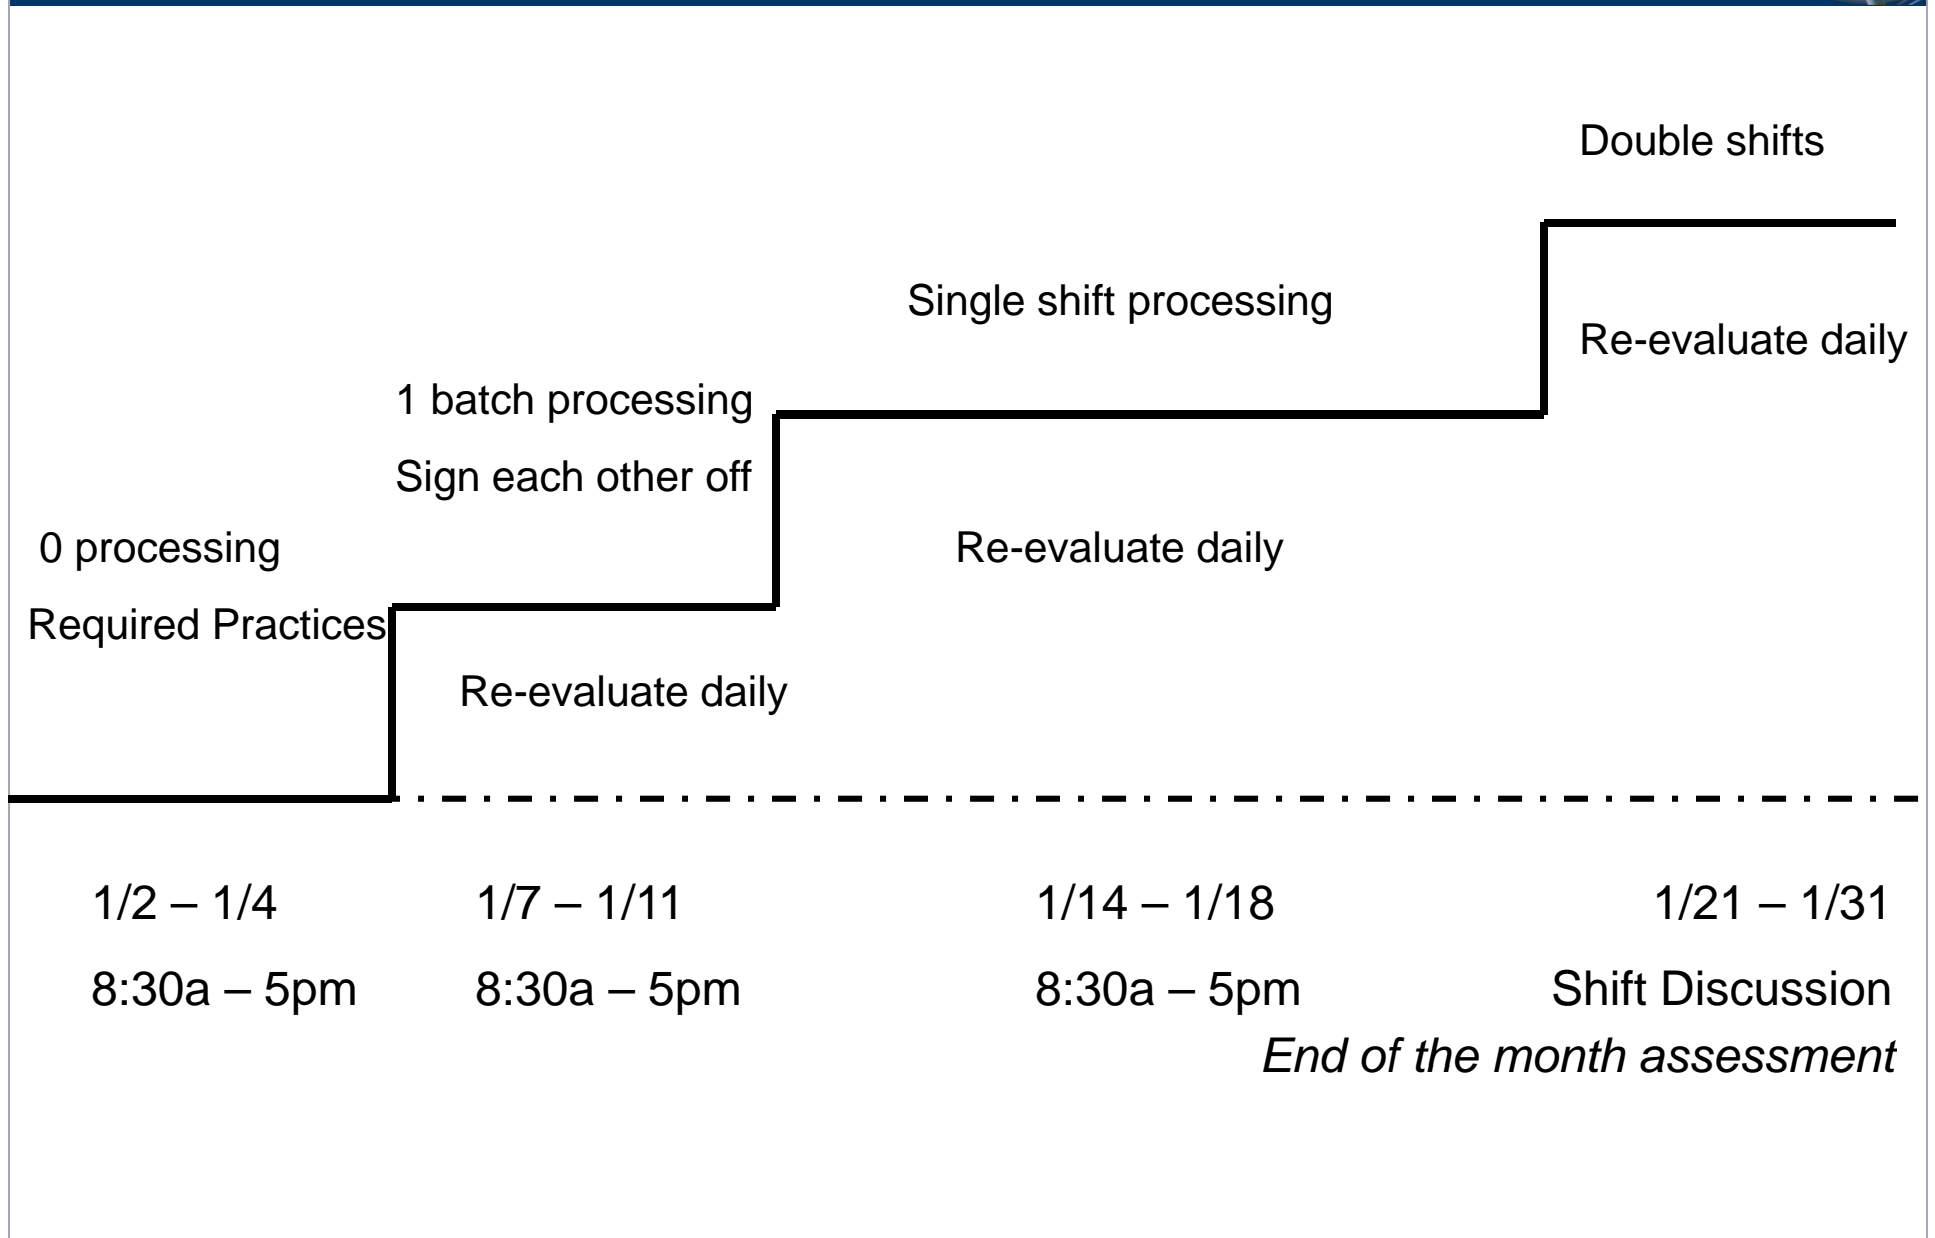 Double shifts
Single shift processing
Re-evaluate daily
1 batch processing
Sign each other off
0 processing
Re-evaluate daily
Required Practices
Re-evaluate daily
1/2 – 1/4
1/7 – 1/11
1/14 – 1/18
1/21 – 1/31
8:30a – 5pm
8:30a – 5pm
8:30a – 5pm
Shift Discussion
End of the month assessment